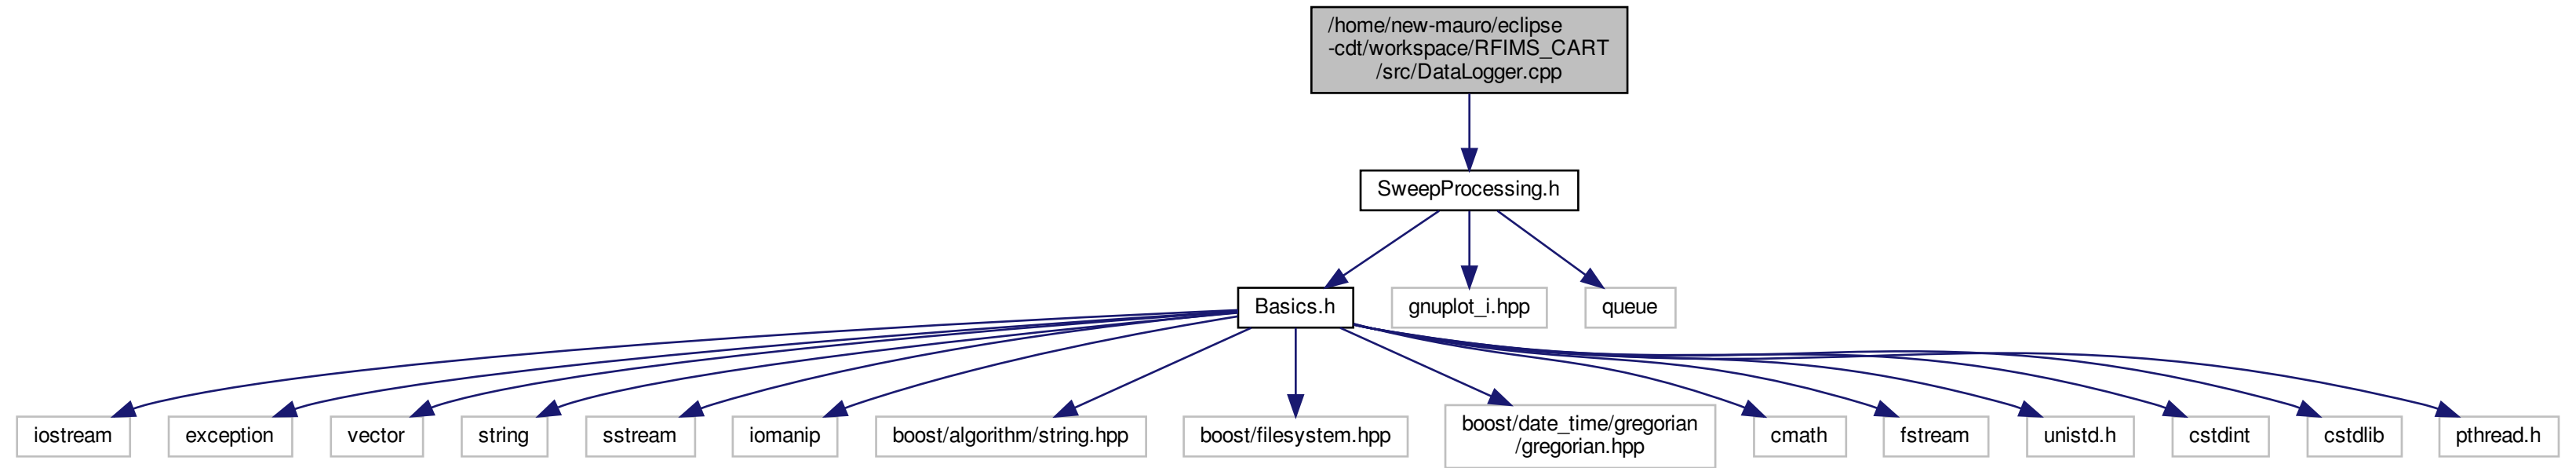 /home/new-mauro/eclipse
-cdt/workspace/RFIMS_CART
/src/DataLogger.cpp
SweepProcessing.h
Basics.h
gnuplot_i.hpp
queue
iostream
exception
vector
string
sstream
iomanip
boost/algorithm/string.hpp
boost/filesystem.hpp
boost/date_time/gregorian
/gregorian.hpp
cmath
fstream
unistd.h
cstdint
cstdlib
pthread.h